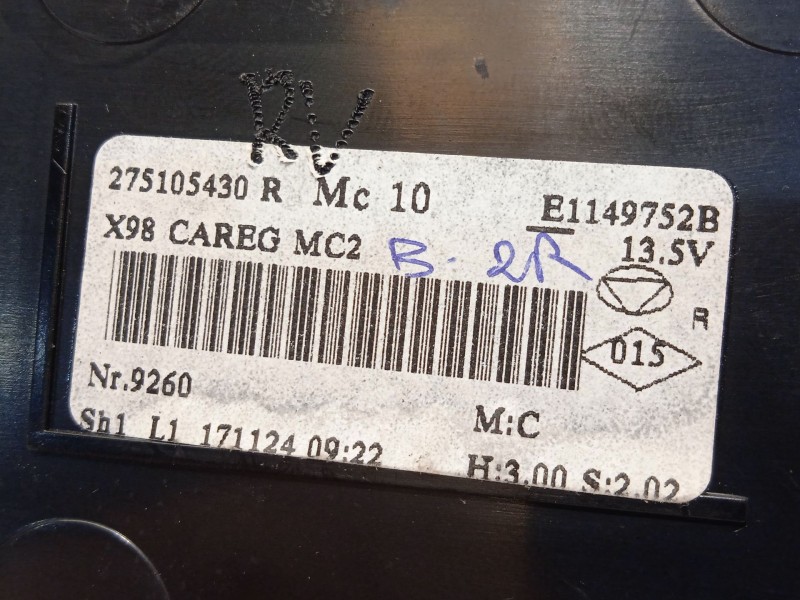 RV
275105430 R Mc 10 E1149752B
X98 CAREG MC2 13.5V
B-2R
R
015
Nr.9260
M:C
Sh1 L1 171124 09:22
H:3.00 S:2.02